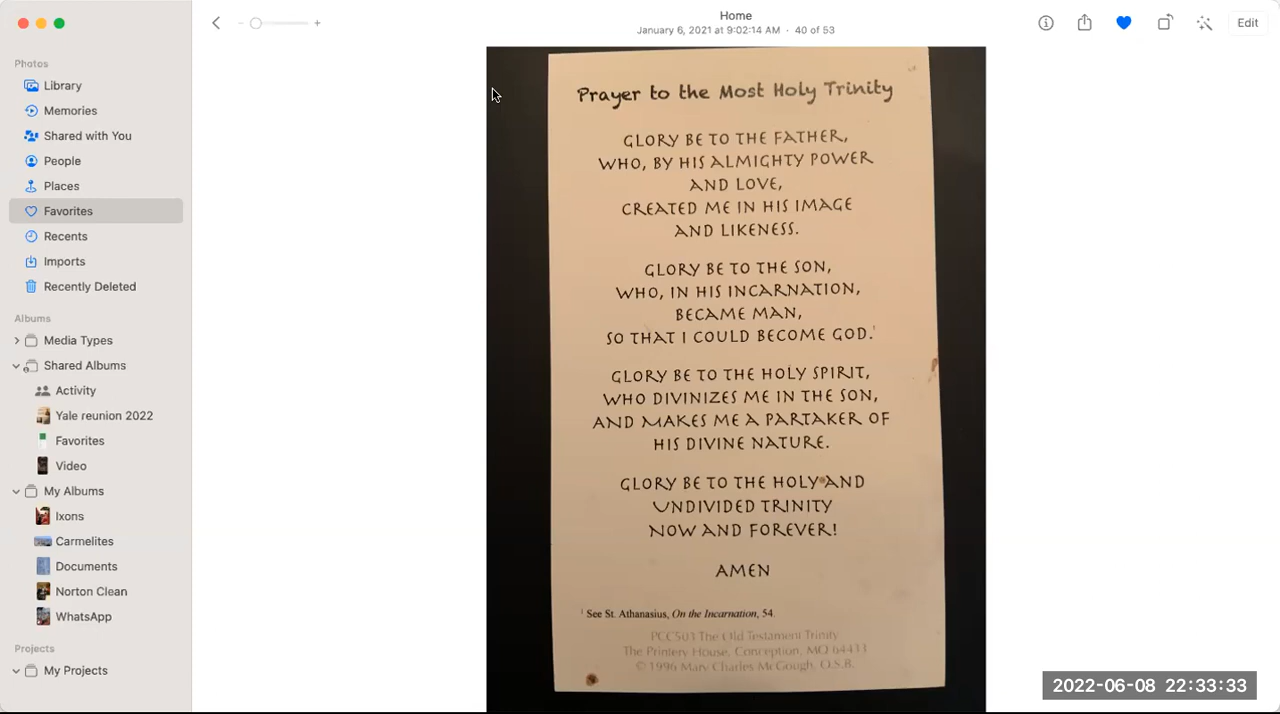 Home
January 6, 2021 at 9:02:14 AM · 40 of 53
Edit
Photos
Library
Memories
Shared with You
People
Places
Favorites
Recents
Imports
Recently Deleted
Albums
Media Types
Shared Albums
Activity
Yale reunion 2022
Favorites
Video
My Albums
Ixons
Carmelites
Documents
Norton Clean
WhatsApp
Projects
My Projects
Prayer to the Most Holy Trinity
GLORY BE TO THE FATHER,
WHO, BY HIS ALMIGHTY POWER
AND LOVE,
CREATED ME IN HIS IMAGE
AND LIKENESS.
GLORY BE TO THE SON,
WHO, IN HIS INCARNATION,
BECAME MAN,
SO THAT I COULD BECOME GOD.¹
GLORY BE TO THE HOLY SPIRIT,
WHO DIVINIZES ME IN THE SON,
AND MAKES ME A PARTAKER OF
HIS DIVINE NATURE.
GLORY BE TO THE HOLY AND
UNDIVIDED TRINITY
NOW AND FOREVER!
AMEN
¹ See St. Athanasius, On the Incarnation, 54.
PCC503 The Old Testament Trinity
The Printery House, Conception, MO 64433
© 1996 Mary Charles McGough, O.S.B.
2022-06-08 22:33:33